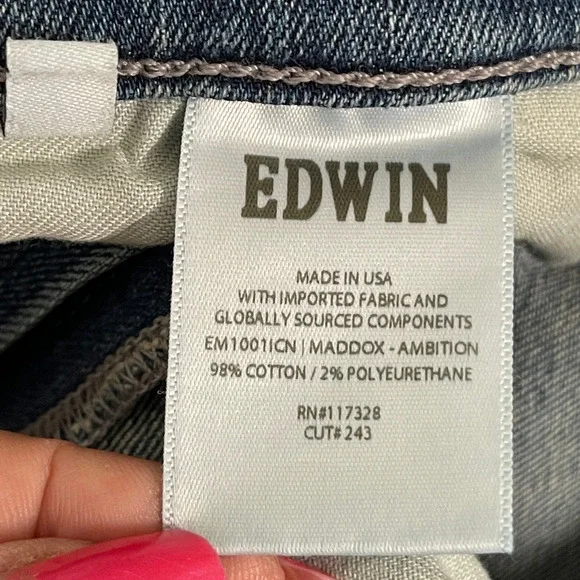 EDWIN
MADE IN USA
WITH IMPORTED FABRIC AND
GLOBALLY SOURCED COMPONENTS
EM1001ICN | MADDOX - AMBITION
98% COTTON / 2% POLYEURETHANE
RN#117328
CUT# 243